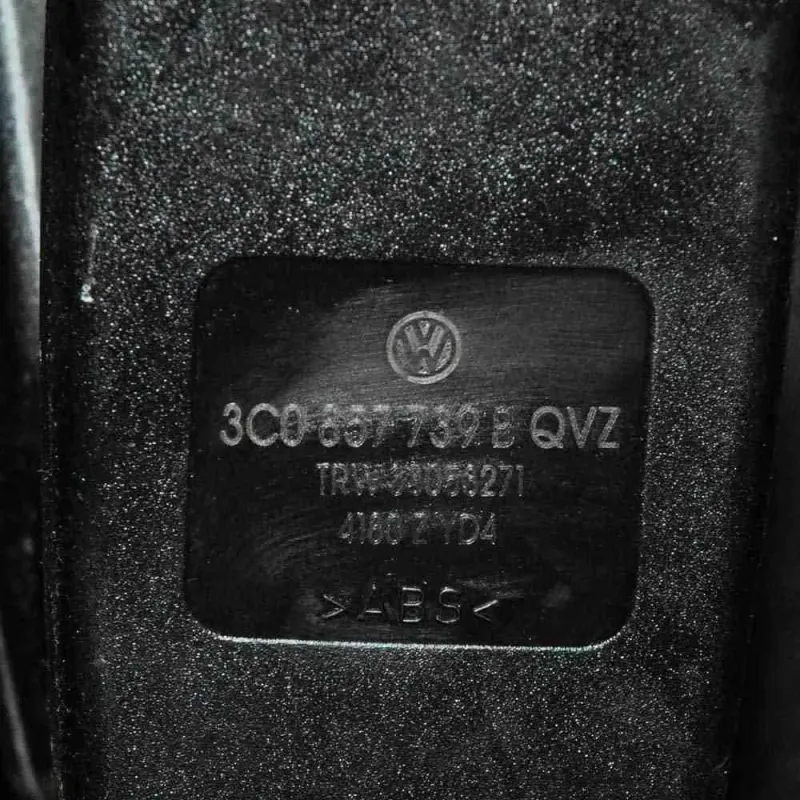 3C0 857 739 B QVZ
TRW 33053271
4180 Z YD4
>ABS<